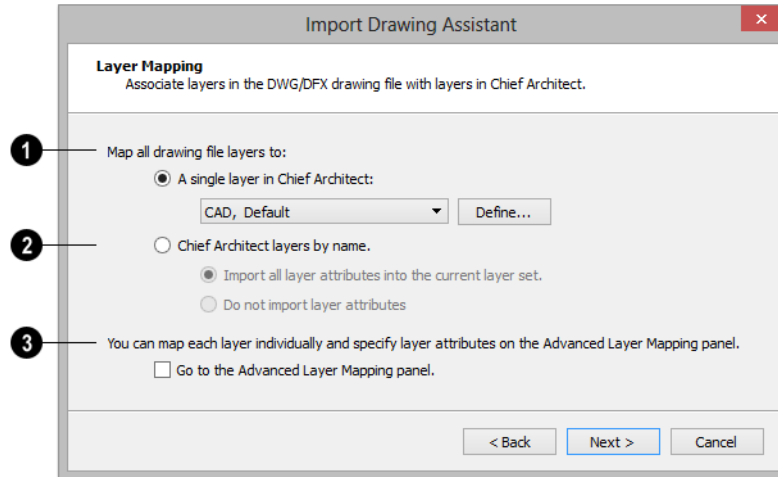 Import Drawing Assistant
Layer Mapping
Associate layers in the DWG/DFX drawing file with layers in Chief Architect.
1 Map all drawing file layers to:
A single layer in Chief Architect:
CAD, Default Define...
2 Chief Architect layers by name.
Import all layer attributes into the current layer set.
Do not import layer attributes
3 You can map each layer individually and specify layer attributes on the Advanced Layer Mapping panel.
Go to the Advanced Layer Mapping panel.
< Back Next > Cancel